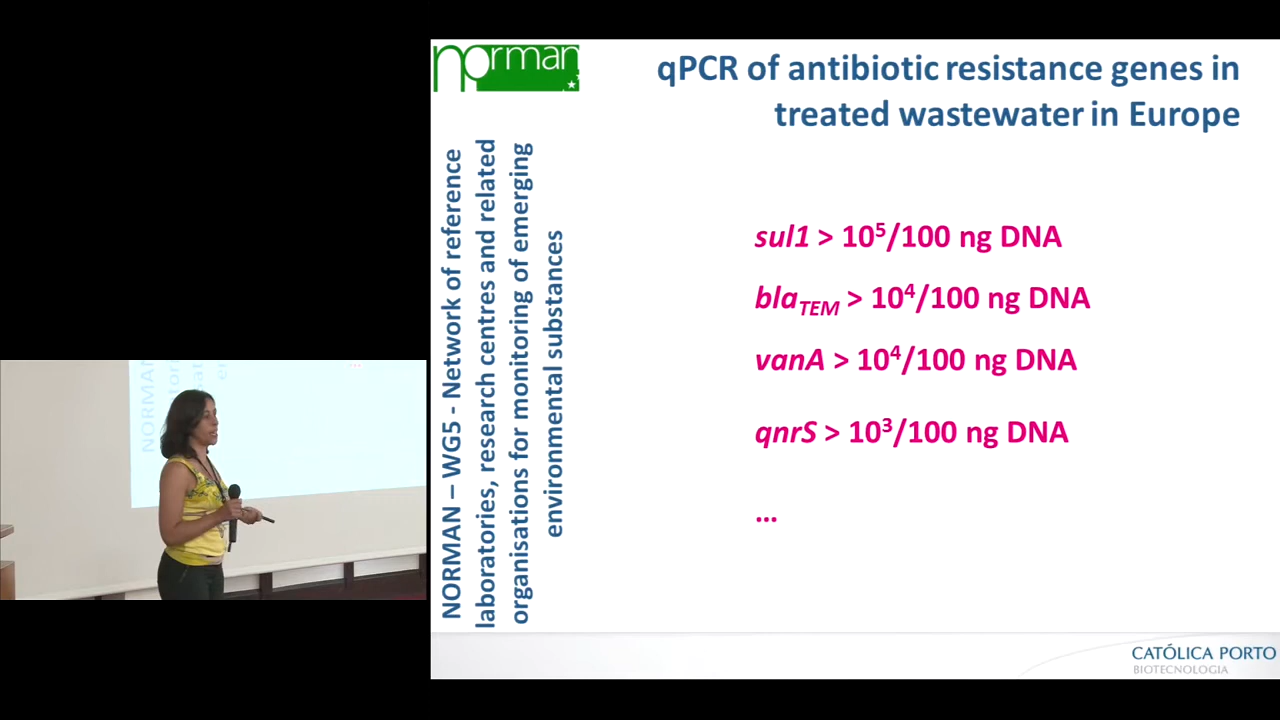 norman
qPCR of antibiotic resistance genes in
treated wastewater in Europe
NORMAN – WG5 - Network of reference
laboratories, research centres and related
organisations for monitoring of emerging
environmental substances
sul1 > 10⁵/100 ng DNA
bla_TEM > 10⁴/100 ng DNA
vanA > 10⁴/100 ng DNA
qnrS > 10³/100 ng DNA
...
CATÓLICA PORTO
BIOTECNOLOGIA
NORMAN